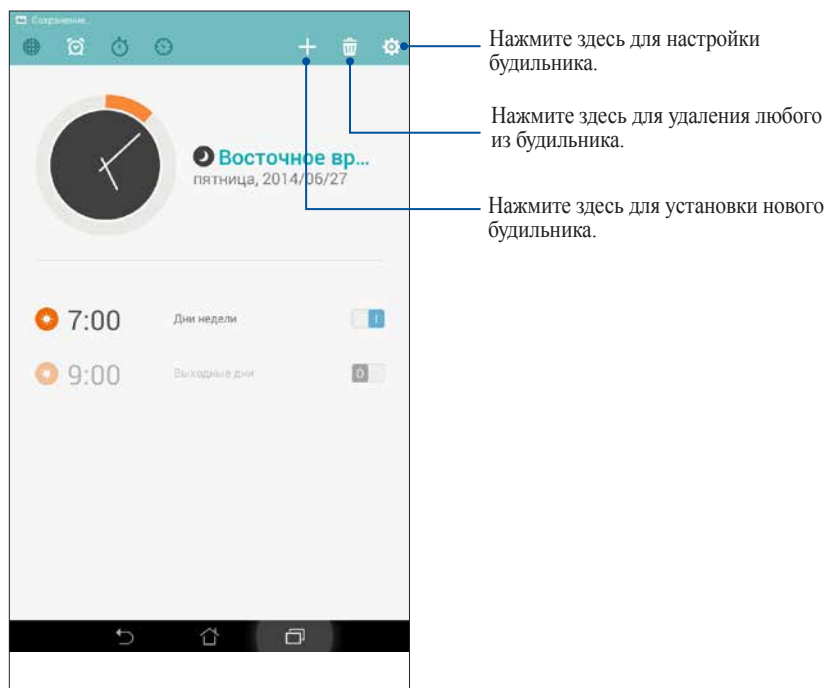 Сохранение...
Нажмите здесь для настройки
будильника.
Нажмите здесь для удаления любого
из будильника.
Нажмите здесь для установки нового
будильника.
Восточное вр...
пятница, 2014/06/27
7:00 Дни недели
9:00 Выходные дни